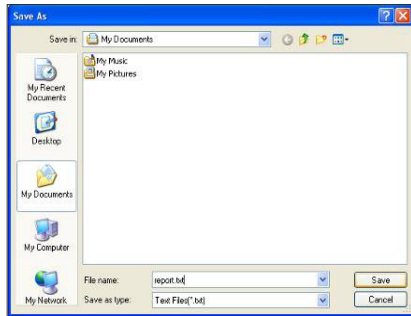 Save As
Save in: My Documents
My Music
My Pictures
My Recent
Documents
Desktop
My Documents
My Computer
My Network
File name: report.txt
Save
Save as type: Text Files(*.txt)
Cancel